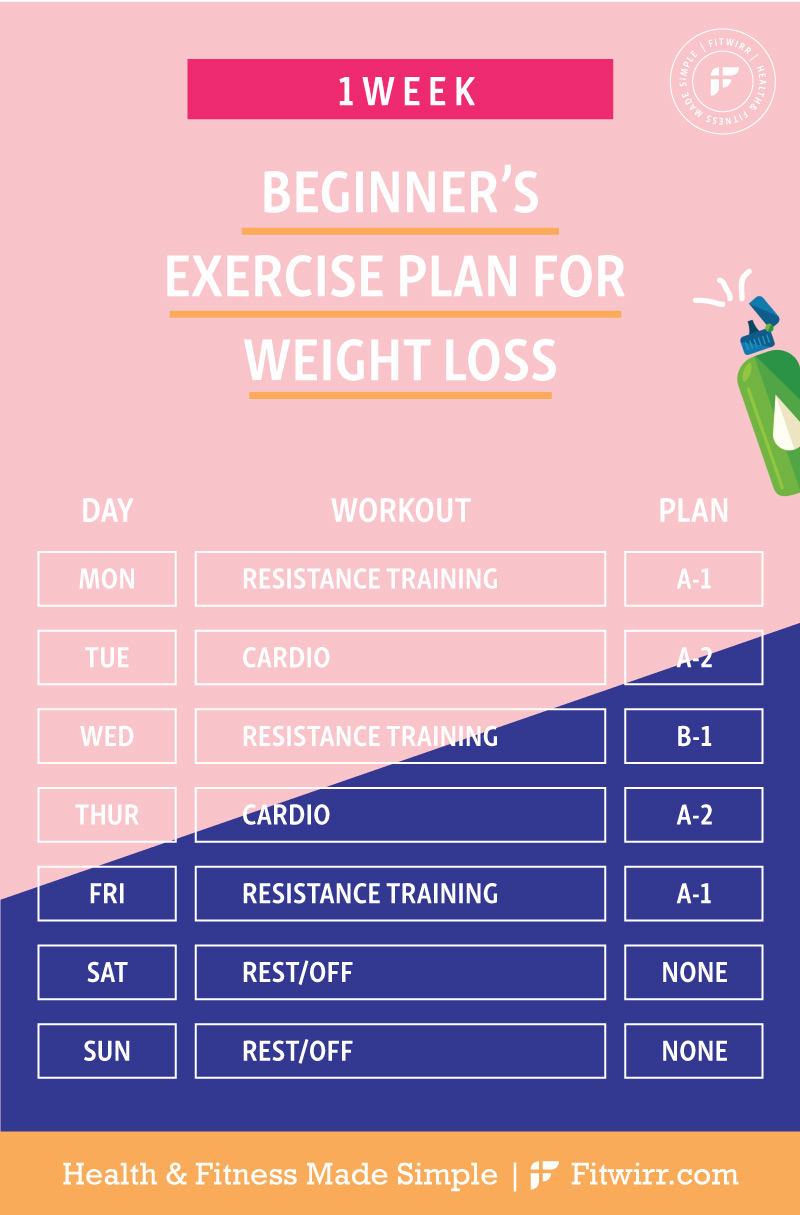 1 WEEK
SIMPLE | FITWIRR | HEALTH & FITNESS MADE
BEGINNER’S
EXERCISE PLAN FOR
WEIGHT LOSS
DAY WORKOUT PLAN
MON RESISTANCE TRAINING A-1
TUE CARDIO A-2
WED RESISTANCE TRAINING B-1
THUR CARDIO A-2
FRI RESISTANCE TRAINING A-1
SAT REST/OFF NONE
SUN REST/OFF NONE
Health & Fitness Made Simple | Fitwirr.com